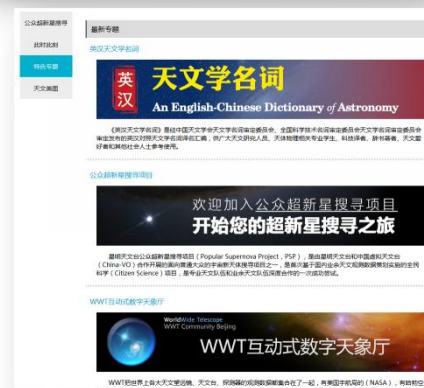 公众超新星搜寻
此时此刻
特色专题
天文美图
最新专题
英汉天文学名词
英汉
天文学名词
An English-Chinese Dictionary of Astronomy
《英汉天文学名词》是经中国天文学会天文学名词审定委员会、全国科学技术名词审定委员会天文学名词审定委员会
审定发布的英汉对照天文学名词译名汇编，供广大天文研究人员、天体物理相关专业学生、科技译者、辞书编者、天文爱
好者和其他社会人士参考使用。
公众超新星搜寻项目
欢迎加入公众超新星搜寻项目
开始您的超新星搜寻之旅
星明天文台公众超新星搜寻项目（Popular Supernova Project，PSP），是由星明天文台和中国虚拟天文台
（China-VO）合作开展的面向普通大众的宇宙新天体搜寻项目之一，是首次基于国内业余天文观测数据策划实施的全民
科学（Citizen Science）项目，是专业天文队伍和业余天文队伍深度合作的一次成功尝试。
WWT互动式数字天象厅
WorldWide Telescope
WWT Community Beijing
WWT互动式数字天象厅
WWT把世界上各大天文望远镜、天文台、探测器的观测数据都集合在了一起，有美国宇航局的（NASA），有哈勃空